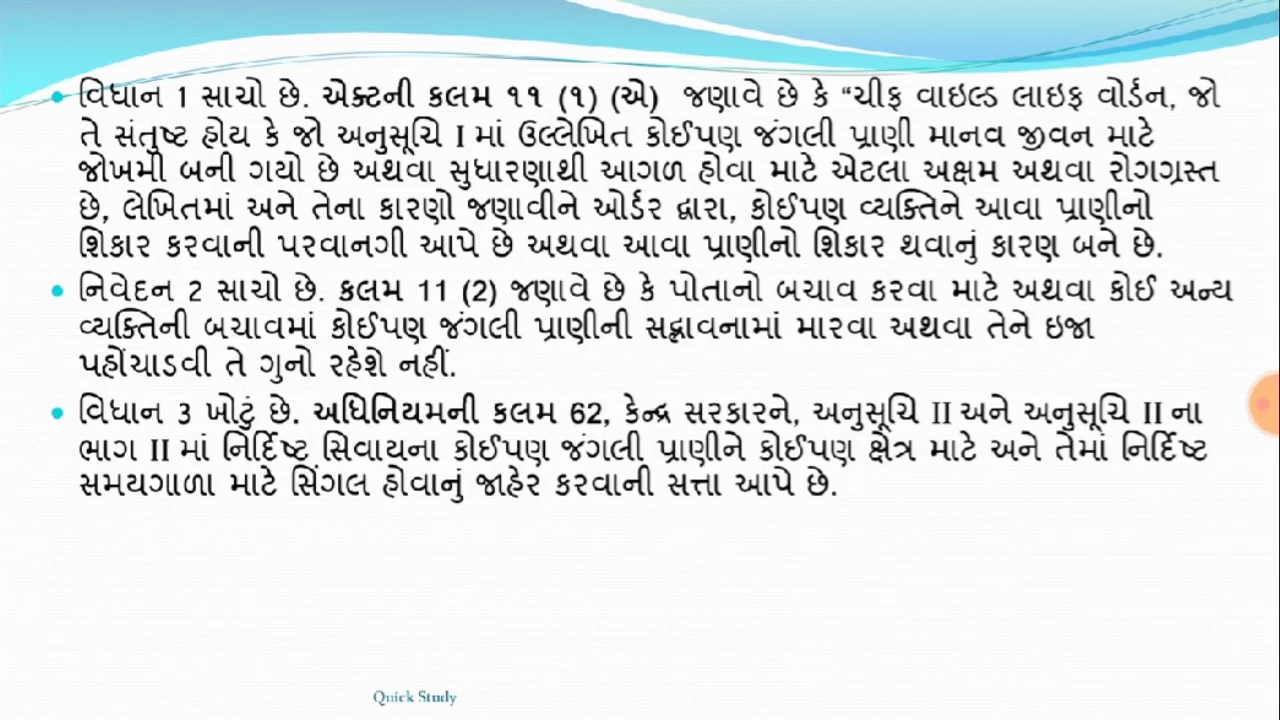 • વિધાન 1 સાચો છે. એક્ટની કલમ ૧૧ (૧) (એ) જણાવે છે કે “ચીફ વાઇલ્ડ લાઇફ વોર્ડન, જો
તે સંતુષ્ટ હોય કે જો અનુસૂચિ I માં ઉલ્લેખિત કોઈપણ જંગલી પ્રાણી માનવ જીવન માટે
જોખમી બની ગયો છે અથવા સુધારણાથી આગળ હોવા માટે એટલા અક્ષમ અથવા રોગગ્રસ્ત
છે, લેખિતમાં અને તેના કારણો જણાવીને ઓર્ડર દ્વારા, કોઈપણ વ્યક્તિને આવા પ્રાણીનો
શિકાર કરવાની પરવાનગી આપે છે અથવા આવા પ્રાણીનો શિકાર થવાનું કારણ બને છે.
• નિવેદન 2 સાચો છે. કલમ 11 (2) જણાવે છે કે પોતાનો બચાવ કરવા માટે અથવા કોઈ અન્ય
વ્યક્તિની બચાવમાં કોઈપણ જંગલી પ્રાણીની સદ્ભાવનામાં મારવા અથવા તેને ઇજા
પહોંચાડવી તે ગુનો રહેશે નહીં.
• વિધાન 3 ખોટું છે. અધિનિયમની કલમ 62, કેન્દ્ર સરકારને, અનુસૂચિ II અને અનુસૂચિ II ના
ભાગ II માં નિર્દિષ્ટ સિવાયના કોઈપણ જંગલી પ્રાણીને કોઈપણ ક્ષેત્ર માટે અને તેમાં નિર્દિષ્ટ
સમયગાળા માટે સિંગલ હોવાનું જાહેર કરવાની સત્તા આપે છે.
Quick Study